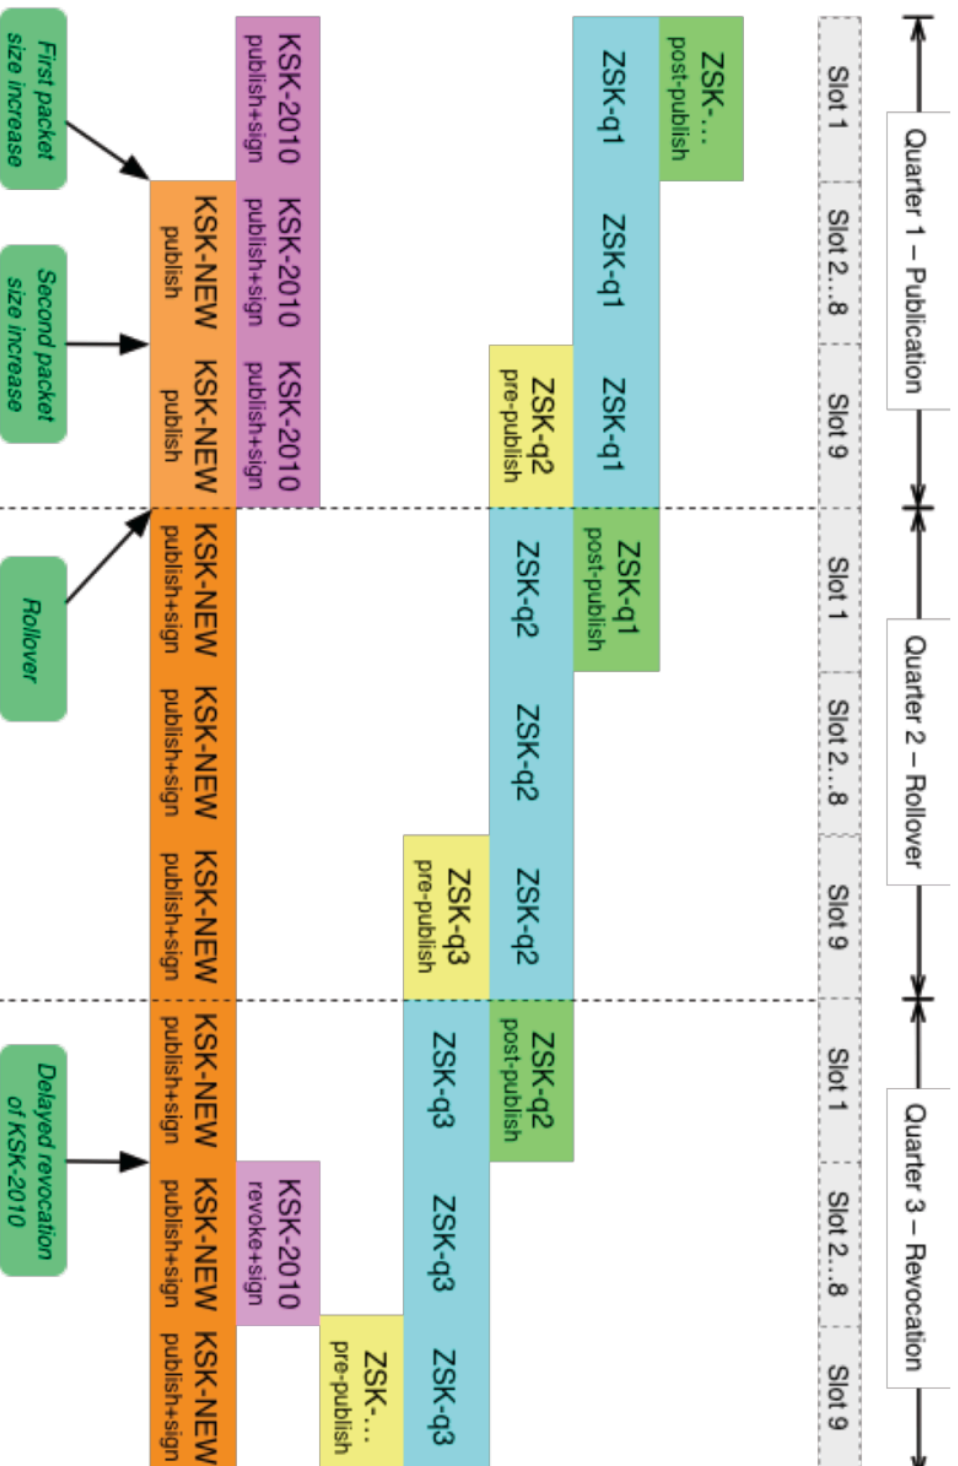 Quarter 1 – Publication
Quarter 2 – Rollover
Quarter 3 – Revocation
Slot 1
Slot 2…8
Slot 9
Slot 1
Slot 2…8
Slot 9
Slot 1
Slot 2…8
Slot 9
ZSK-…
post-publish
ZSK-q1
ZSK-q1
ZSK-q1
ZSK-q1
post-publish
ZSK-q2
pre-publish
ZSK-q2
ZSK-q2
ZSK-q2
ZSK-q2
post-publish
ZSK-q3
pre-publish
ZSK-q3
ZSK-q3
ZSK-q3
ZSK-…
pre-publish
KSK-2010
publish+sign
KSK-2010
publish+sign
KSK-2010
publish+sign
KSK-2010
revoke+sign
KSK-NEW
publish
KSK-NEW
publish
KSK-NEW
publish+sign
KSK-NEW
publish+sign
KSK-NEW
publish+sign
KSK-NEW
publish+sign
KSK-NEW
publish+sign
KSK-NEW
publish+sign
First packet
size increase
Second packet
size increase
Rollover
Delayed revocation
of KSK-2010